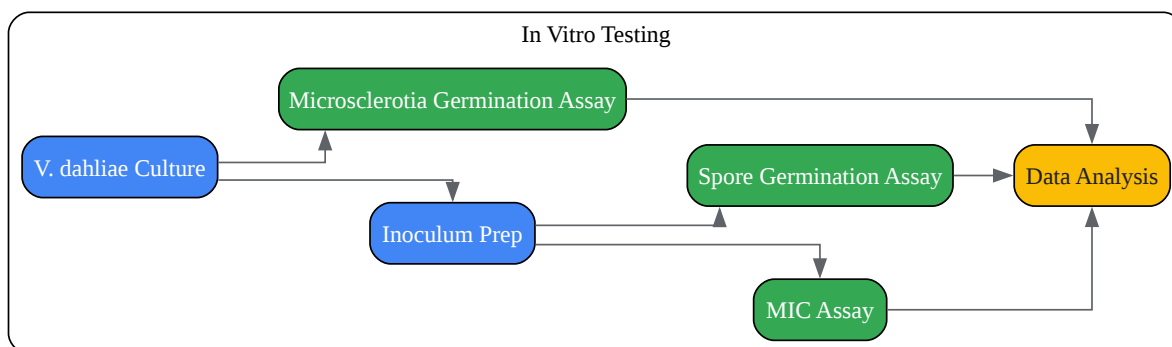 In Vitro Testing
Microsclerotia Germination Assay
V. dahliae Culture
Spore Germination Assay
Data Analysis
Inoculum Prep
MIC Assay